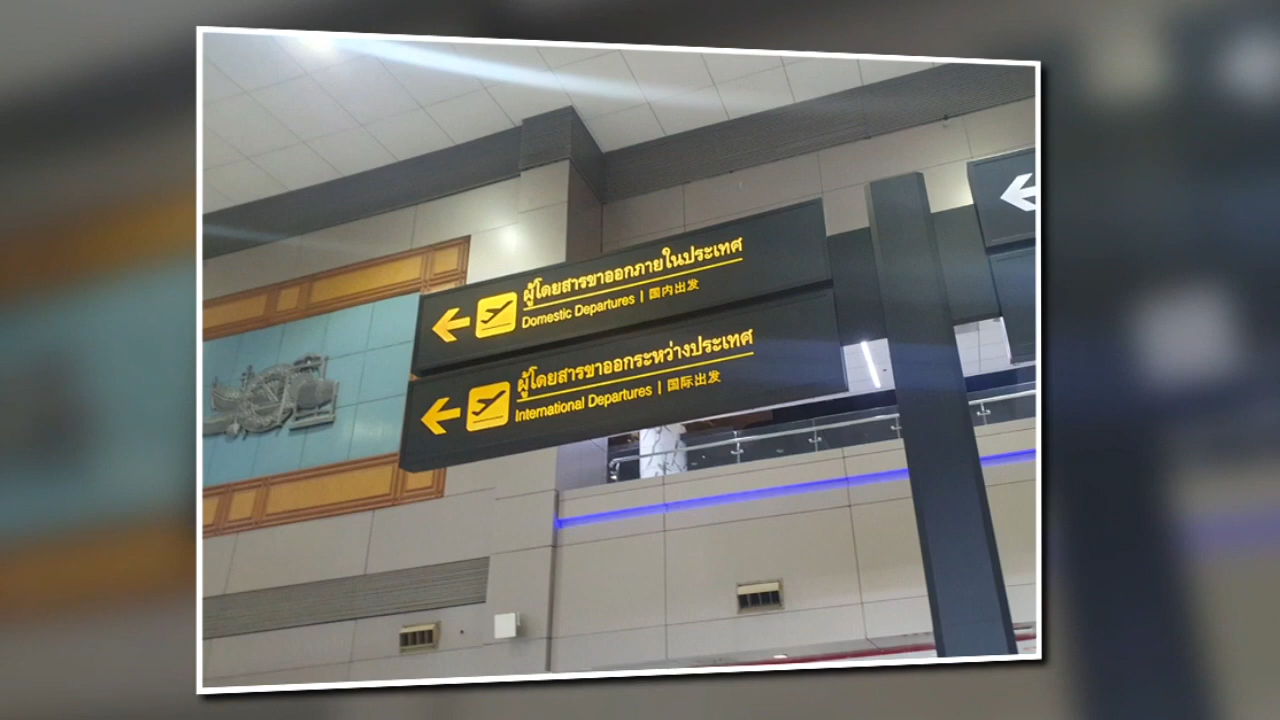 ผู้โดยสารขาออกภายในประเทศ
Domestic Departures | 国内出发
ผู้โดยสารขาออกระหว่างประเทศ
International Departures | 国际出发